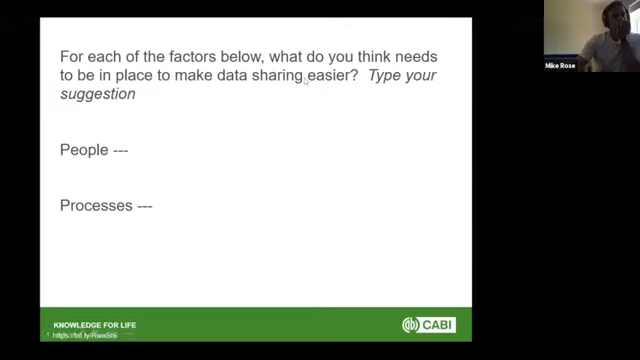 For each of the factors below, what do you think needs
to be in place to make data sharing easier? Type your
suggestion
People ---
Processes ---
KNOWLEDGE FOR LIFE
CABI
Mike Rose